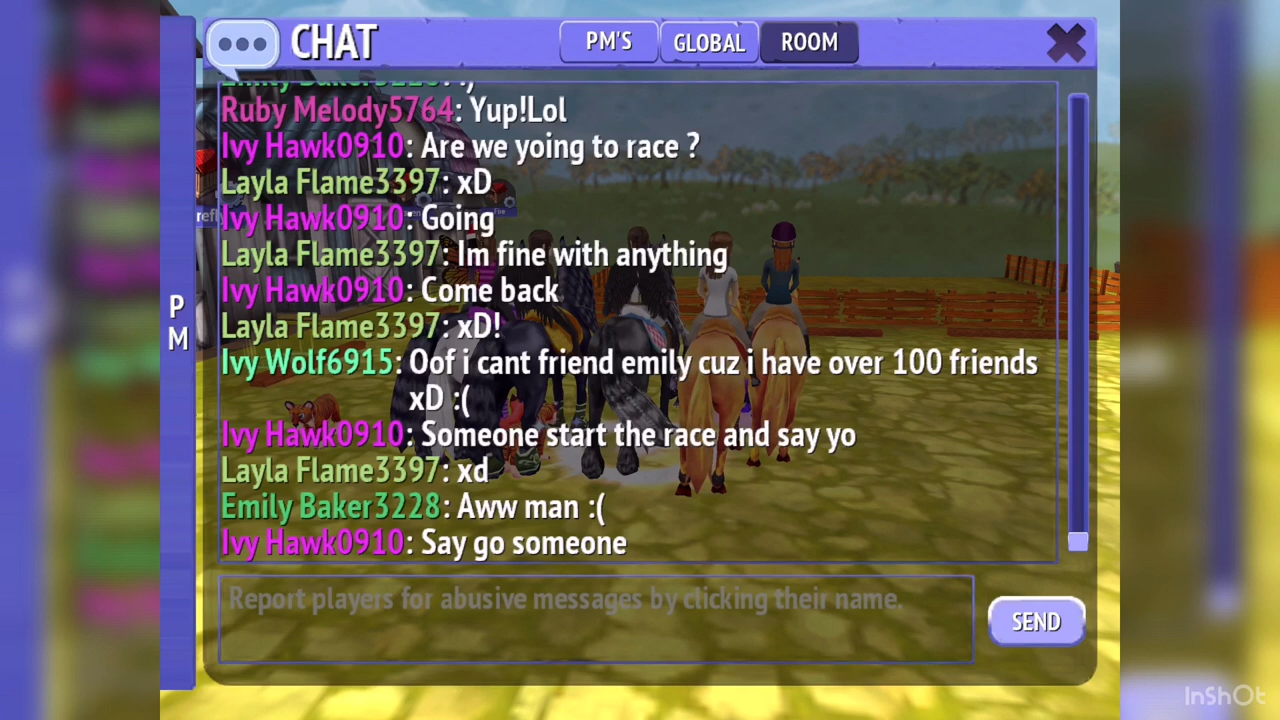 CHAT
PM'S
GLOBAL
ROOM
Ruby Melody5764: Yup!Lol
Ivy Hawk0910: Are we yoing to race ?
Layla Flame3397: xD
Ivy Hawk0910: Going
Layla Flame3397: Im fine with anything
Ivy Hawk0910: Come back
Layla Flame3397: xD!
Ivy Wolf6915: Oof i cant friend emily cuz i have over 100 friends
xD :(
Ivy Hawk0910: Someone start the race and say yo
Layla Flame3397: xd
Emily Baker3228: Aww man :(
Ivy Hawk0910: Say go someone
P
M
Report players for abusive messages by clicking their name.
SEND
InShOt